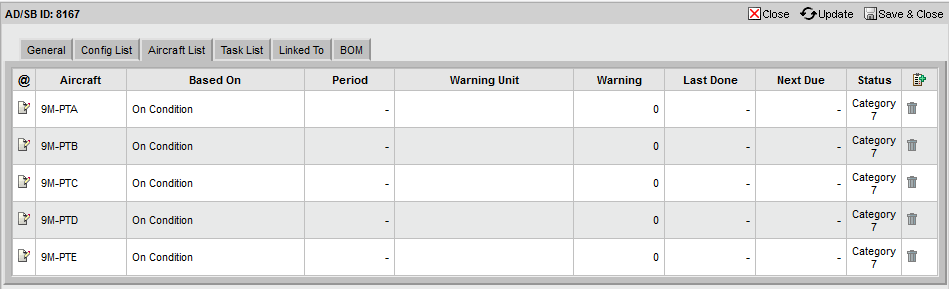 AD/SB ID: 8167 Close Update Save & Close
General Config List Aircraft List Task List Linked To BOM
@ Aircraft Based On Period Warning Unit Warning Last Done Next Due Status
9M-PTA On Condition - 0 - - Category 7
9M-PTB On Condition - 0 - - Category 7
9M-PTC On Condition - 0 - - Category 7
9M-PTD On Condition - 0 - - Category 7
9M-PTE On Condition - 0 - - Category 7